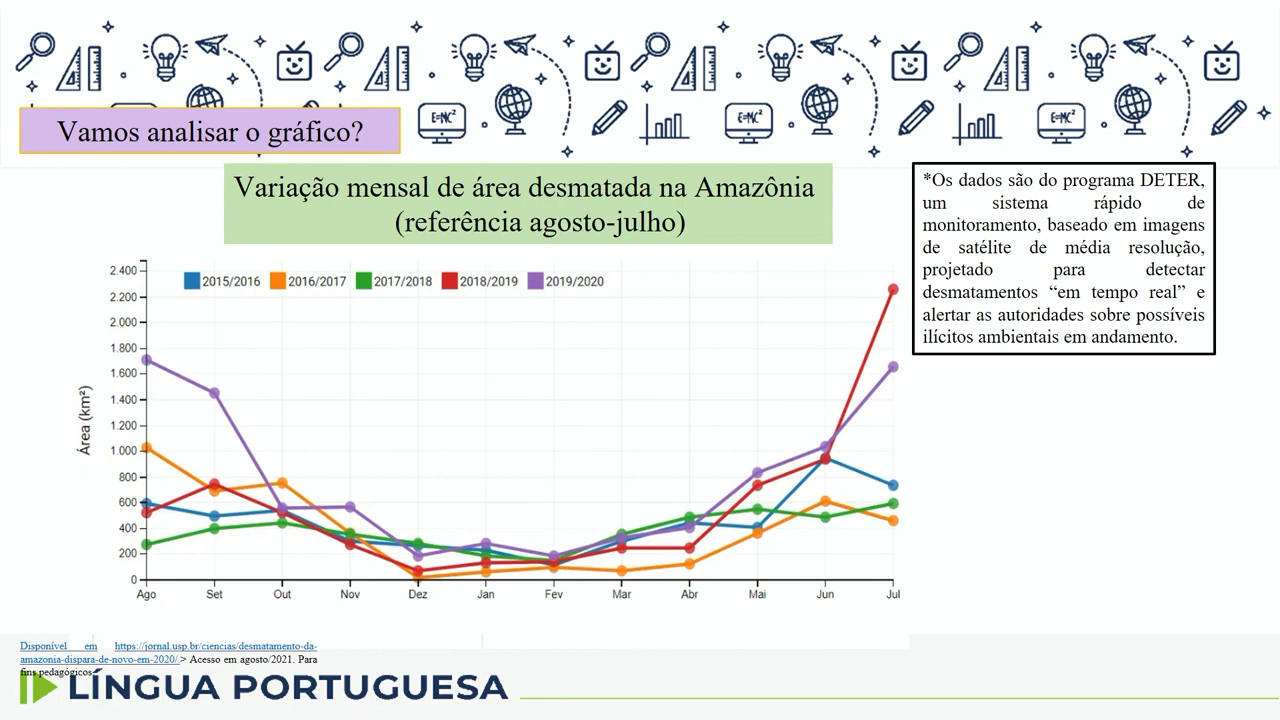 E=MC²
E=MC²
E=MC²
Vamos analisar o gráfico?
Variação mensal de área desmatada na Amazônia
(referência agosto-julho)
*Os dados são do programa DETER,
um sistema rápido de
monitoramento, baseado em imagens
de satélite de média resolução,
projetado para detectar
desmatamentos “em tempo real” e
alertar as autoridades sobre possíveis
ilícitos ambientais em andamento.
2015/2016 2016/2017 2017/2018 2018/2019 2019/2020
Área (km²)
2.400
2.200
2.000
1.800
1.600
1.400
1.200
1.000
800
600
400
200
0
Ago Set Out Nov Dez Jan Fev Mar Abr Mai Jun Jul
Disponível em https://jornal.usp.br/ciencias/desmatamento-da-
amazonia-dispara-de-novo-em-2020/.> Acesso em agosto/2021. Para
fins pedagógicos
LÍNGUA PORTUGUESA